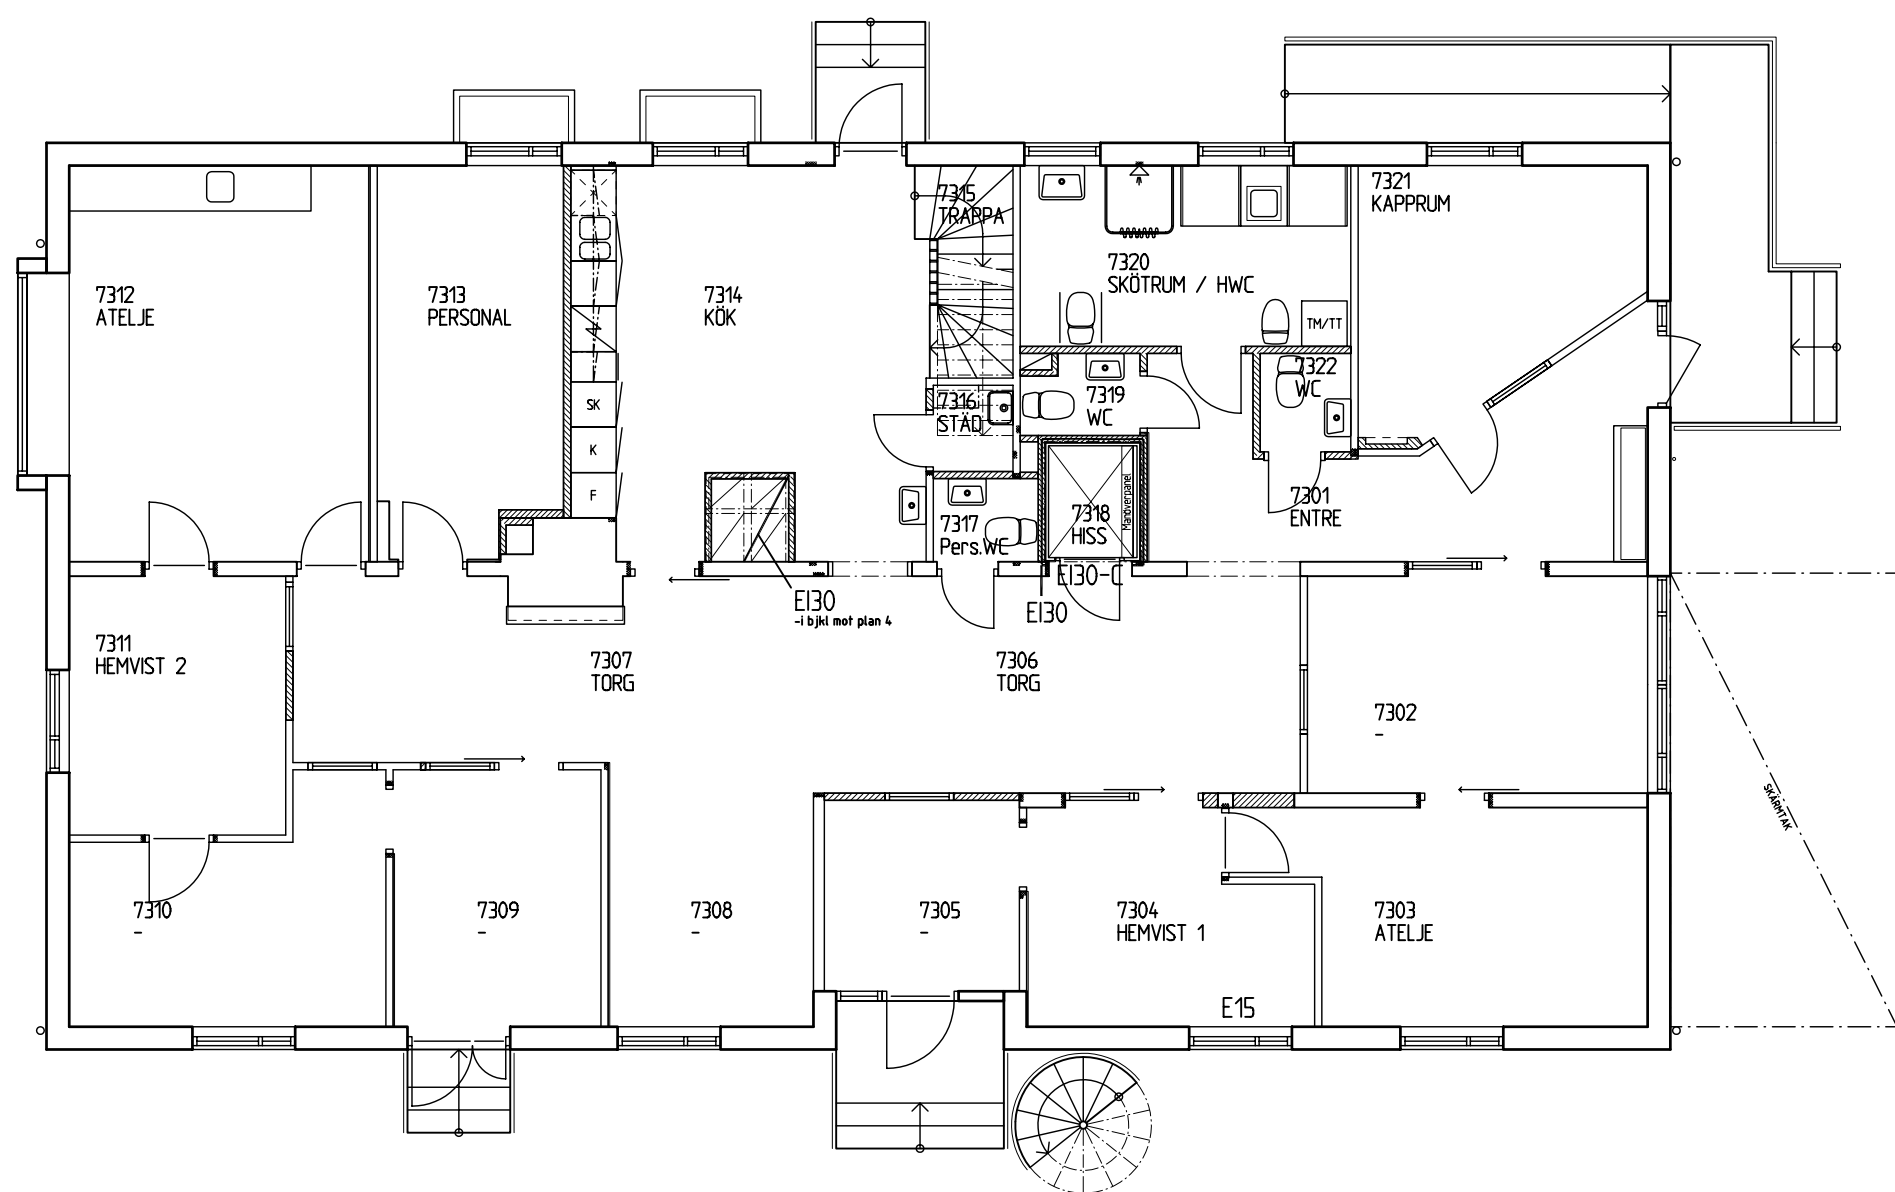 7315
TRAPPA
7321
KAPPRUM
7320
SKÖTRUM / HWC
7312
ATELJE
7313
PERSONAL
7314
KÖK
TM/TT
7322
WC
7319
WC
7316
STÄD
SK
K
F
7301
ENTRE
7317
Pers.WC
7318
HISS
Manöverpanel
EI30-C
EI30
-i bjkl mot plan 4
EI30
7311
HEMVIST 2
7307
TORG
7306
TORG
7302
-
SKÄRMTAK
7310
-
7309
-
7308
-
7305
-
7304
HEMVIST 1
7303
ATELJE
E15